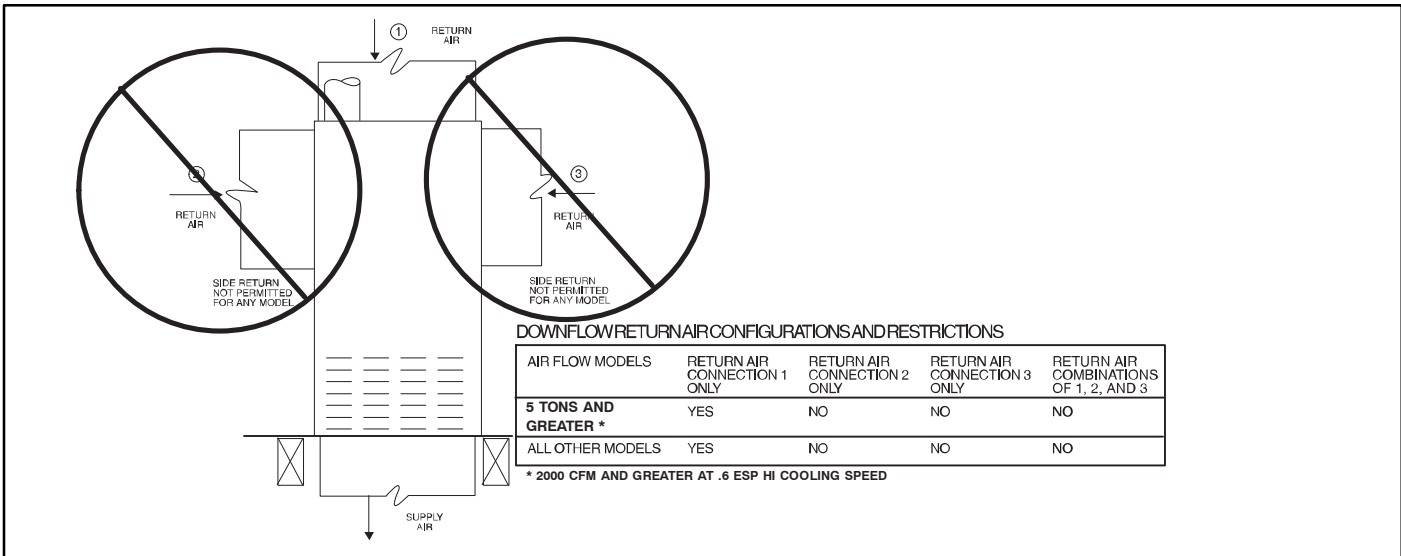 ① RETURN
AIR
②
RETURN
AIR
SIDE RETURN
NOT PERMITTED
FOR ANY MODEL
③
RETURN
AIR
SIDE RETURN
NOT PERMITTED
FOR ANY MODEL
DOWNFLOW RETURN AIR CONFIGURATIONS AND RESTRICTIONS
AIR FLOW MODELS
RETURN AIR
CONNECTION 1
ONLY
RETURN AIR
CONNECTION 2
ONLY
RETURN AIR
CONNECTION 3
ONLY
RETURN AIR
COMBINATIONS
OF 1, 2, AND 3
5 TONS AND
GREATER *
YES NO NO NO
ALL OTHER MODELS YES NO NO NO
* 2000 CFM AND GREATER AT .6 ESP HI COOLING SPEED
SUPPLY
AIR